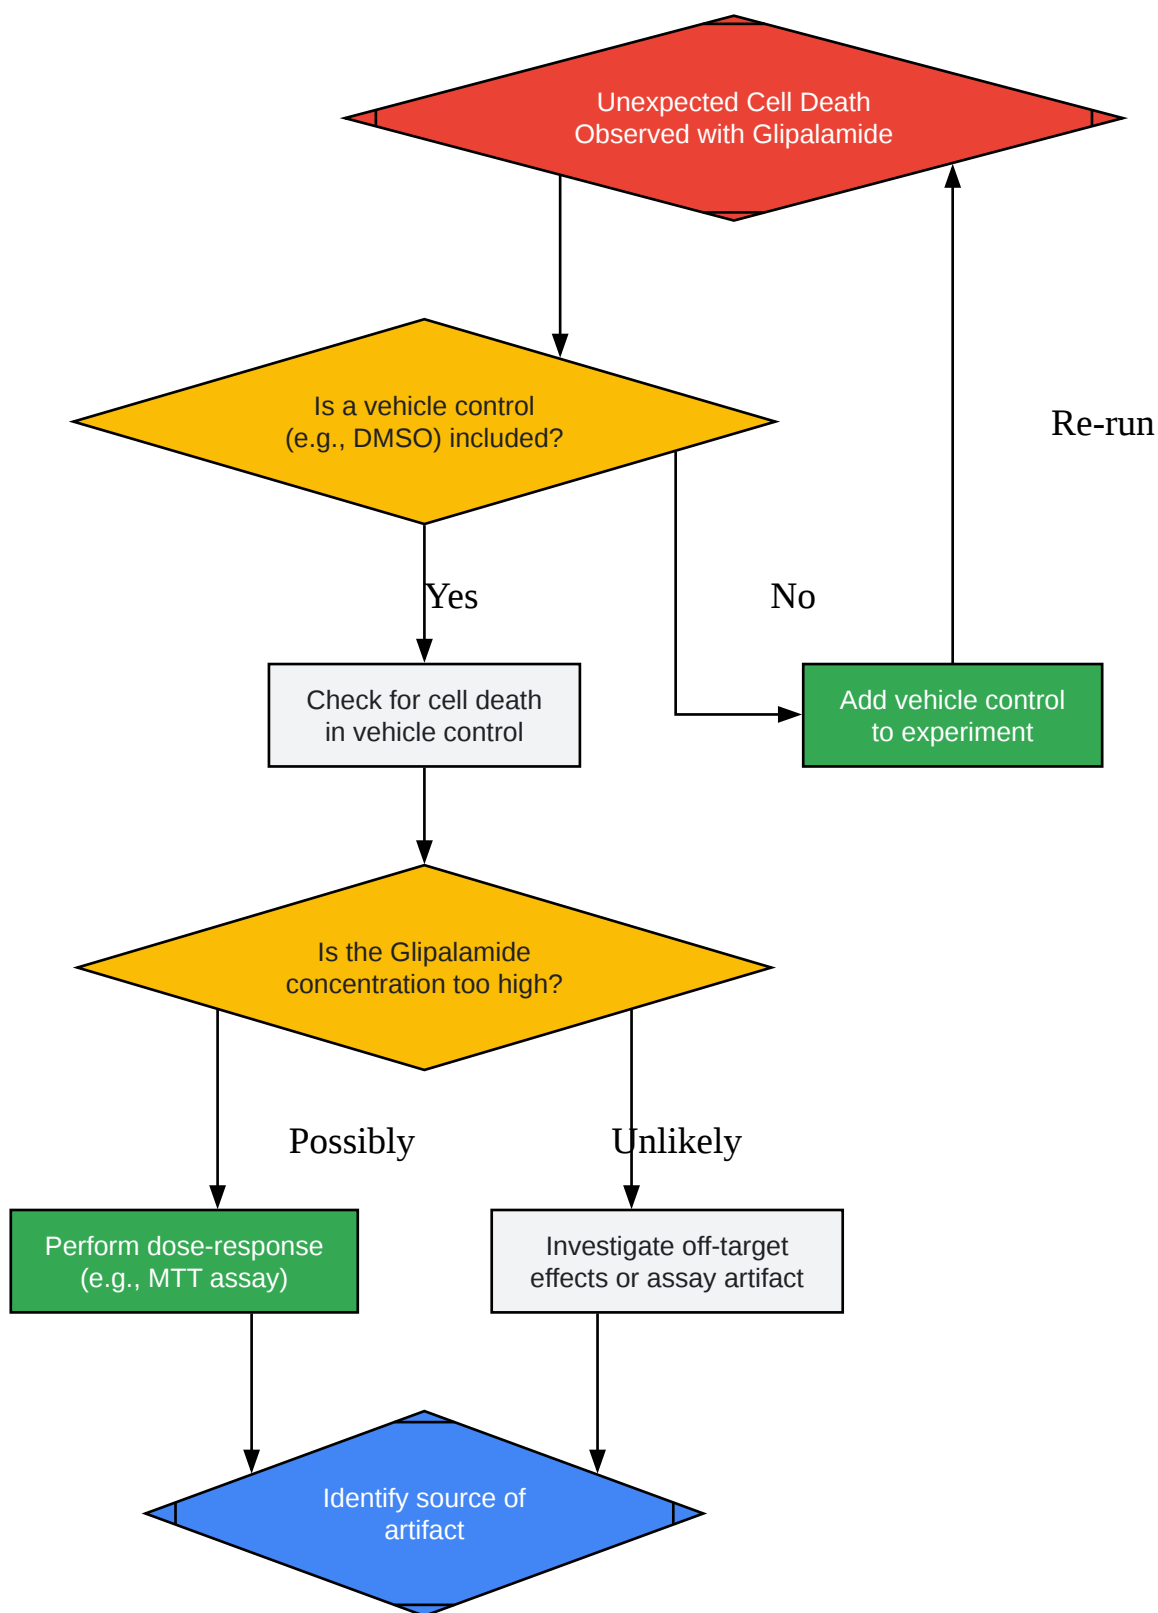 Unexpected Cell Death
Observed with Glipalamide
Is a vehicle control
(e.g., DMSO) included?
Re-run
Yes
No
Check for cell death
in vehicle control
Add vehicle control
to experiment
Is the Glipalamide
concentration too high?
Possibly
Unlikely
Perform dose-response
(e.g., MTT assay)
Investigate off-target
effects or assay artifact
Identify source of
artifact